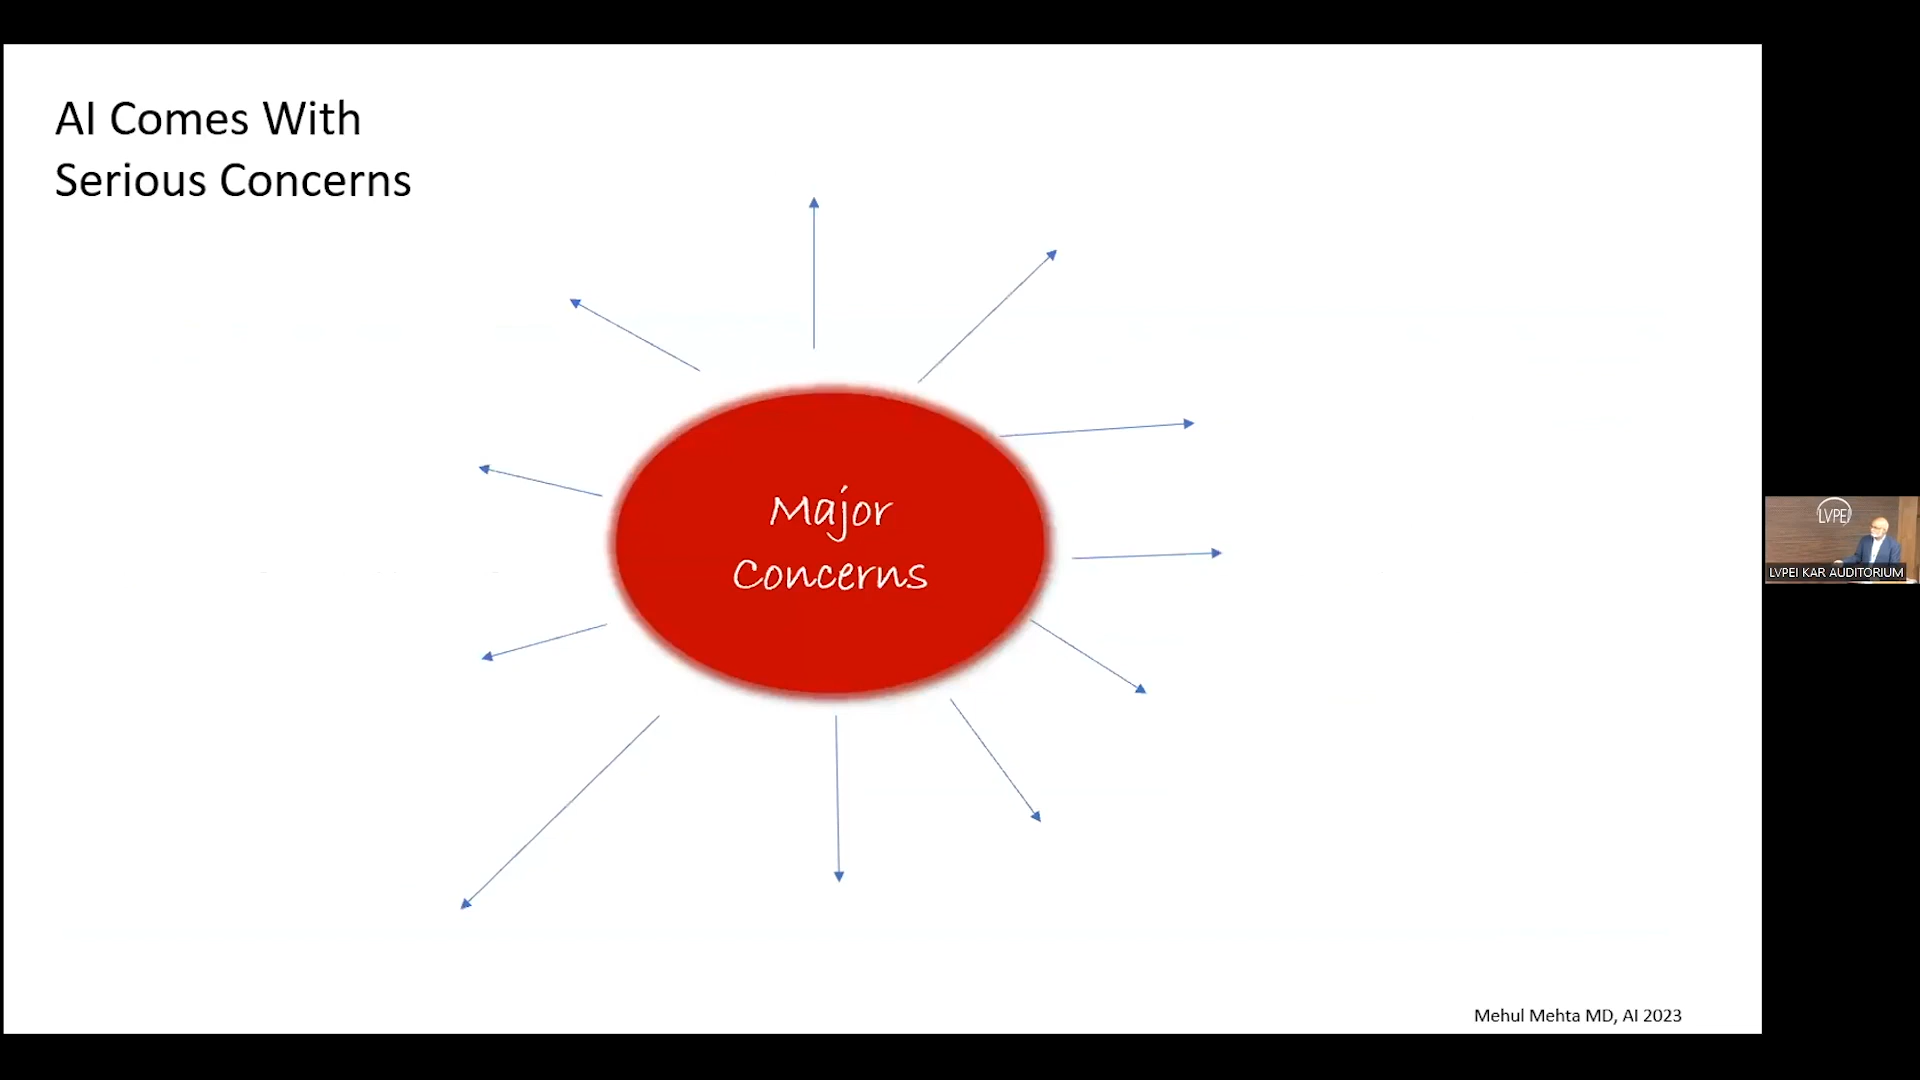 AI Comes With
Serious Concerns
Major
Concerns
LVPEI
LVPEI KAR AUDITORIUM
Mehul Mehta MD, AI 2023